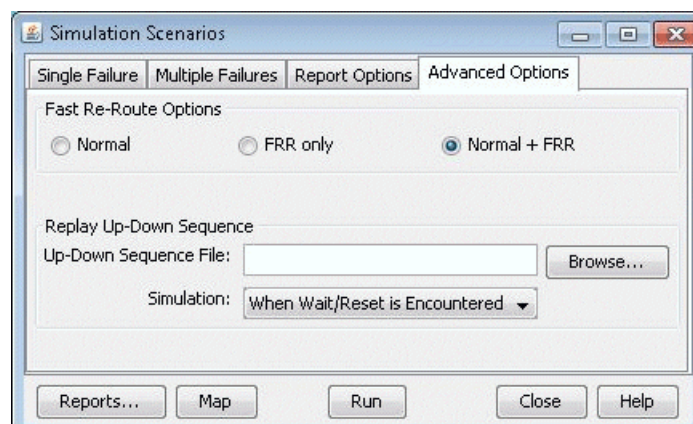 Simulation Scenarios
Single Failure Multiple Failures Report Options Advanced Options
Fast Re-Route Options
Normal FRR only Normal + FRR
Replay Up-Down Sequence
Up-Down Sequence File: Browse...
Simulation: When Wait/Reset is Encountered
Reports... Map Run Close Help